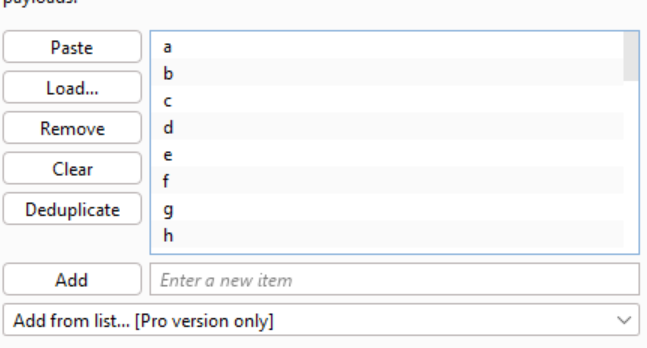 payloads.
Paste
Load...
Remove
Clear
Deduplicate
a
b
c
d
e
f
g
h
Add
Enter a new item
Add from list... [Pro version only]